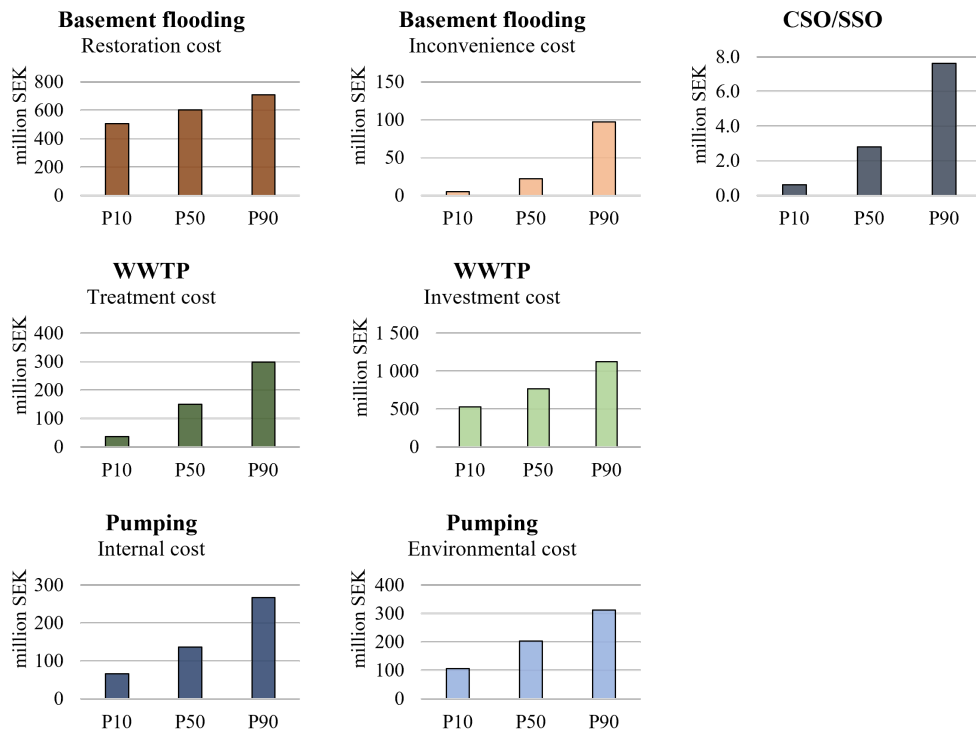 Basement flooding
Restoration cost
million SEK
800
600
400
200
0
P10 P50 P90
Basement flooding
Inconvenience cost
million SEK
150
100
50
0
P10 P50 P90
CSO/SSO
million SEK
8.0
6.0
4.0
2.0
0.0
P10 P50 P90
WWTP
Treatment cost
million SEK
400
300
200
100
0
P10 P50 P90
WWTP
Investment cost
million SEK
1 500
1 000
500
0
P10 P50 P90
Pumping
Internal cost
million SEK
300
200
100
0
P10 P50 P90
Pumping
Environmental cost
million SEK
400
300
200
100
0
P10 P50 P90